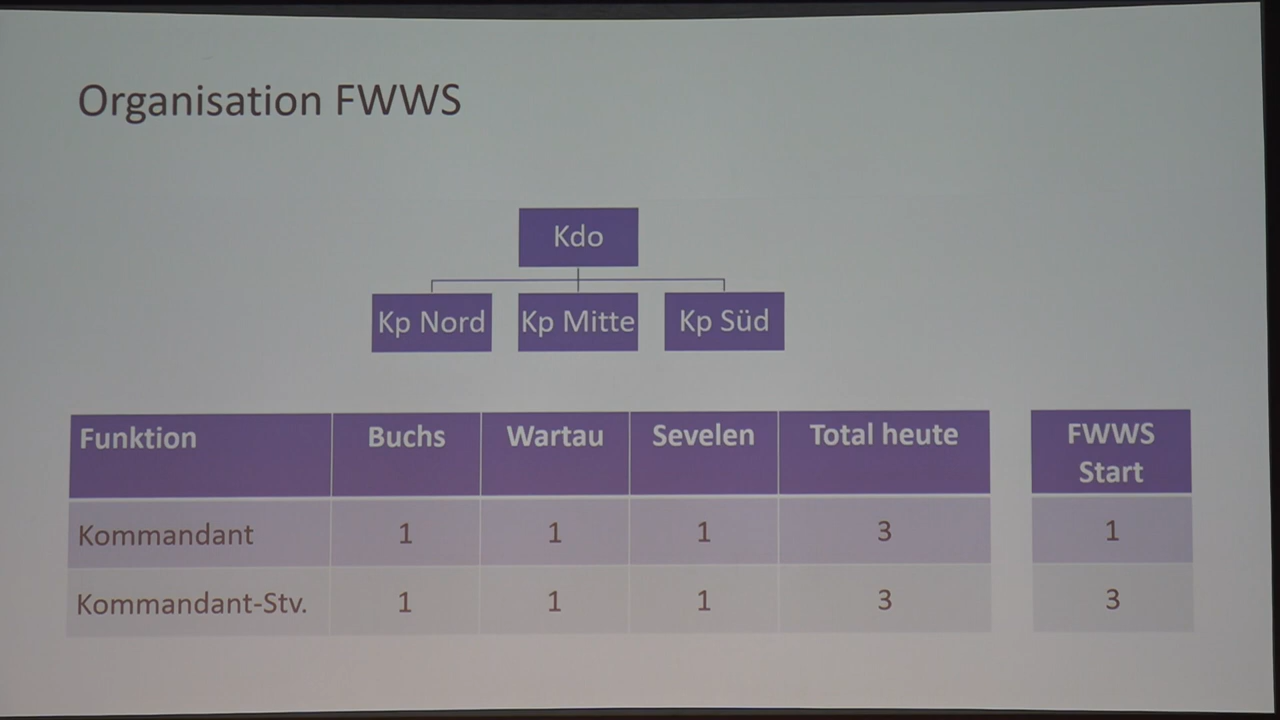 Organisation FWWS
Kdo
Kp Nord Kp Mitte Kp Süd
Funktion Buchs Wartau Sevelen Total heute FWWS Start
Kommandant 1 1 1 3 1
Kommandant-Stv. 1 1 1 3 3